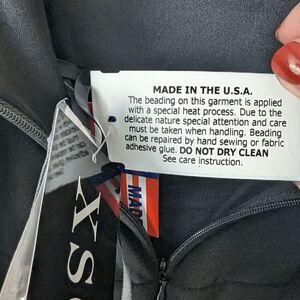 MADE IN THE U.S.A.
The beading on this garment is applied
with a special heat process. Due to the
delicate nature special attention and care
must be taken when handling. Beading
can be repaired by hand sewing or fabric
adhesive glue. DO NOT DRY CLEAN
See care instruction.
MAD